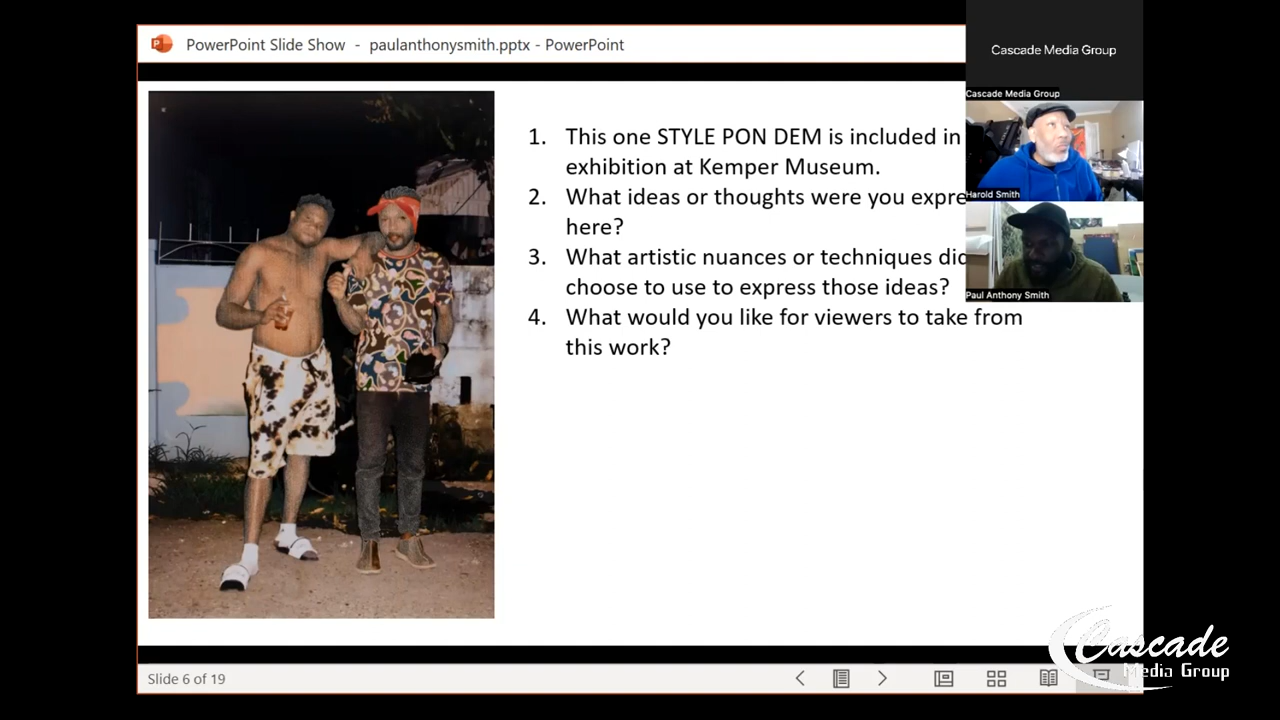 PowerPoint Slide Show - paulanthonysmith.pptx - PowerPoint
Cascade Media Group
Cascade Media Group
Harold Smith
Paul Anthony Smith
1. This one STYLE PON DEM is included in
exhibition at Kemper Museum.
2. What ideas or thoughts were you expre
here?
3. What artistic nuances or techniques did
choose to use to express those ideas?
4. What would you like for viewers to take from
this work?
Slide 6 of 19
Cascade
Media Group